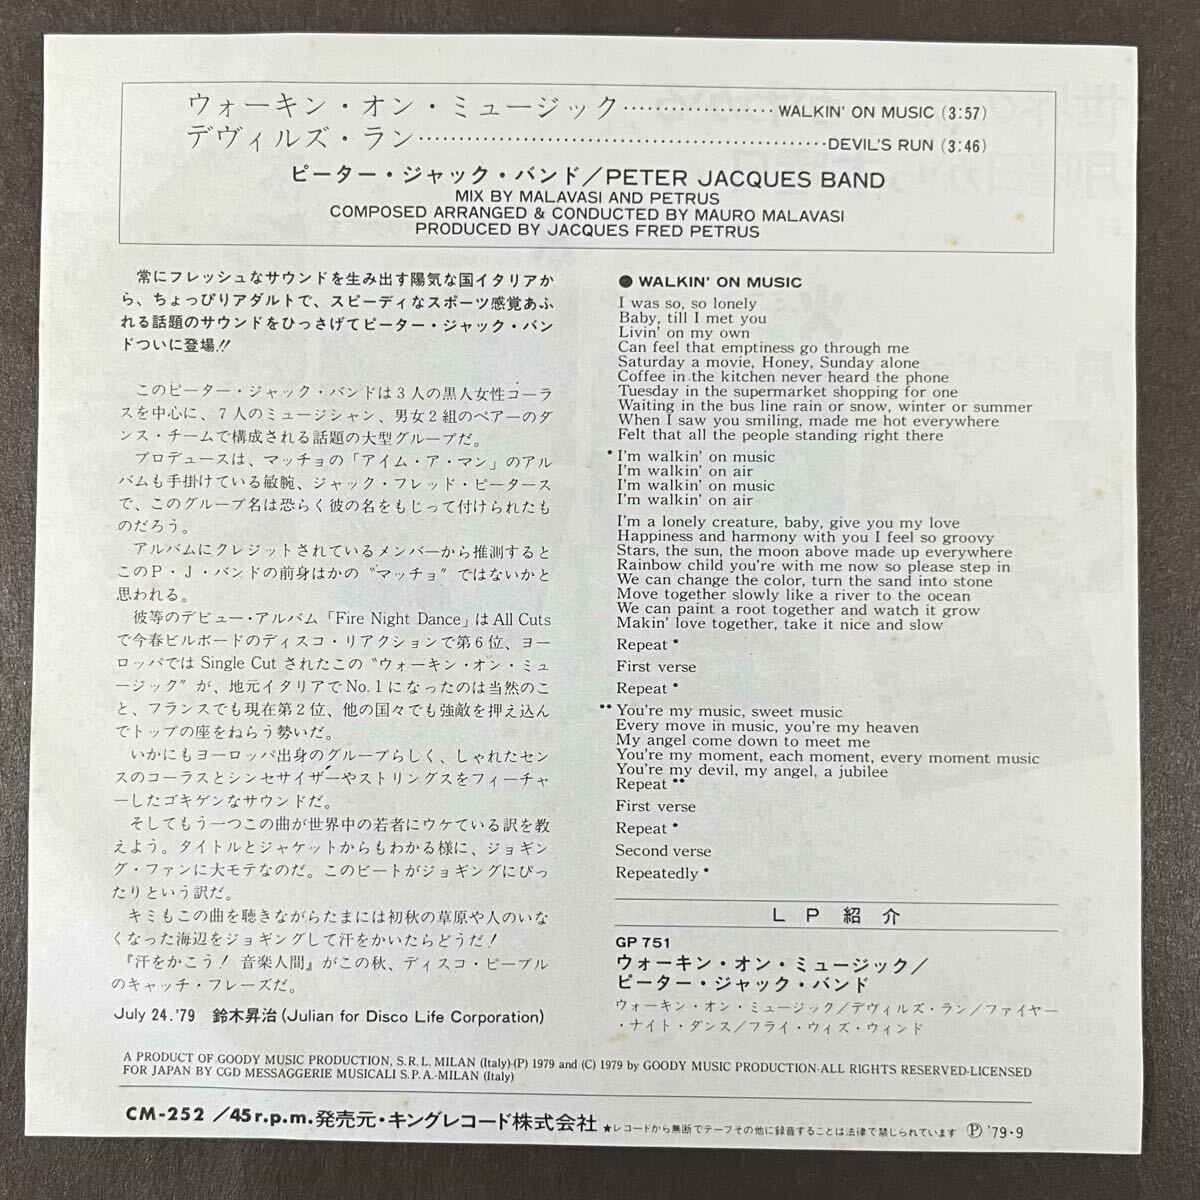 ウォーキン・オン・ミュージック………………WALKIN' ON MUSIC (3:57)
デヴィルズ・ラン…………………………………………DEVIL'S RUN (3:46)
ピーター・ジャック・バンド／PETER JACQUES BAND
MIX BY MALAVASI AND PETRUS
COMPOSED ARRANGED & CONDUCTED BY MAURO MALAVASI
PRODUCED BY JACQUES FRED PETRUS
常にフレッシュなサウンドを生み出す陽気な国イタリアか
ら、ちょっぴりアダルトで、スピーディなスポーツ感覚あふ
れる話題のサウンドをひっさげてピーター・ジャック・バン
ドついに登場!!
このピーター・ジャック・バンドは3人の黒人女性コーラ
スを中心に、7人のミュージシャン、男女2組のペアーのダ
ンス・チームで構成される話題の大型グループだ。
プロデュースは、マッチョの「アイム・ア・マン」のアル
バムも手掛けている敏腕、ジャック・フレッド・ピータース
で、このグループ名は恐らく彼の名をもじって付けられたも
のだろう。
アルバムにクレジットされているメンバーから推測すると
このP・J・バンドの前身はかの〝マッチョ〟ではないかと
思われる。
彼等のデビュー・アルバム「Fire Night Dance」は All Cuts
で今春ビルボードのディスコ・リアクションで第6位、ヨー
ロッパでは Single Cut されたこの〝ウォーキン・オン・ミュ
ージック〟が、地元イタリアで No.1 になったのは当然のこ
と、フランスでも現在第2位、他の国々でも強敵を押え込ん
でトップの座をねらう勢いだ。
いかにもヨーロッパ出身のグループらしく、しゃれたセン
スのコーラスとシンセサイザーやストリングスをフィーチャ
ーしたゴキゲンなサウンドだ。
そしてもう一つこの曲が世界中の若者にウケている訳を教
えよう。タイトルとジャケットからもわかる様に、ジョギン
グ・ファンに大モテなのだ。このビートがジョギングにぴっ
たりという訳だ。
キミもこの曲を聴きながらたまには初秋の草原や人のいな
くなった海辺をジョギングして汗をかいたらどうだ!
『汗をかこう! 音楽人間』がこの秋、ディスコ・ピープル
のキャッチ・フレーズだ。
July 24.'79 鈴木昇治 (Julian for Disco Life Corporation)
● WALKIN' ON MUSIC
I was so, so lonely
Baby, till I met you
Livin' on my own
Can feel that emptiness go through me
Saturday a movie, Honey, Sunday alone
Coffee in the kitchen never heard the phone
Tuesday in the supermarket shopping for one
Waiting in the bus line rain or snow, winter or summer
When I saw you smiling, made me hot everywhere
Felt that all the people standing right there
* I'm walkin' on music
I'm walkin' on air
I'm walkin' on music
I'm walkin' on air
I'm a lonely creature, baby, give you my love
Happiness and harmony with you I feel so groovy
Stars, the sun, the moon above made up everywhere
Rainbow child you're with me now so please step in
We can change the color, turn the sand into stone
Move together slowly like a river to the ocean
We can paint a root together and watch it grow
Makin' love together, take it nice and slow
Repeat *
First verse
Repeat *
** You're my music, sweet music
Every move in music, you're my heaven
My angel come down to meet me
You're my moment, each moment, every moment music
You're my devil, my angel, a jubilee
Repeat **
First verse
Repeat *
Second verse
Repeatedly *
LP紹介
GP 751
ウォーキン・オン・ミュージック／
ピーター・ジャック・バンド
ウォーキン・オン・ミュージック／デヴィルズ・ラン／ファイヤー
・ナイト・ダンス／フライ・ウィズ・ウィンド
A PRODUCT OF GOODY MUSIC PRODUCTION, S.R.L. MILAN (Italy)-(P) 1979 and (C) 1979 by GOODY MUSIC PRODUCTION-ALL RIGHTS RESERVED-LICENSED
FOR JAPAN BY CGD MESSAGGERIE MUSICALI S.P.A.-MILAN (Italy)
CM-252 ／45r.p.m. 発売元・キングレコード株式会社 ★レコードから無断でテープその他に録音することは法律で禁じられています Ⓟ '79・9